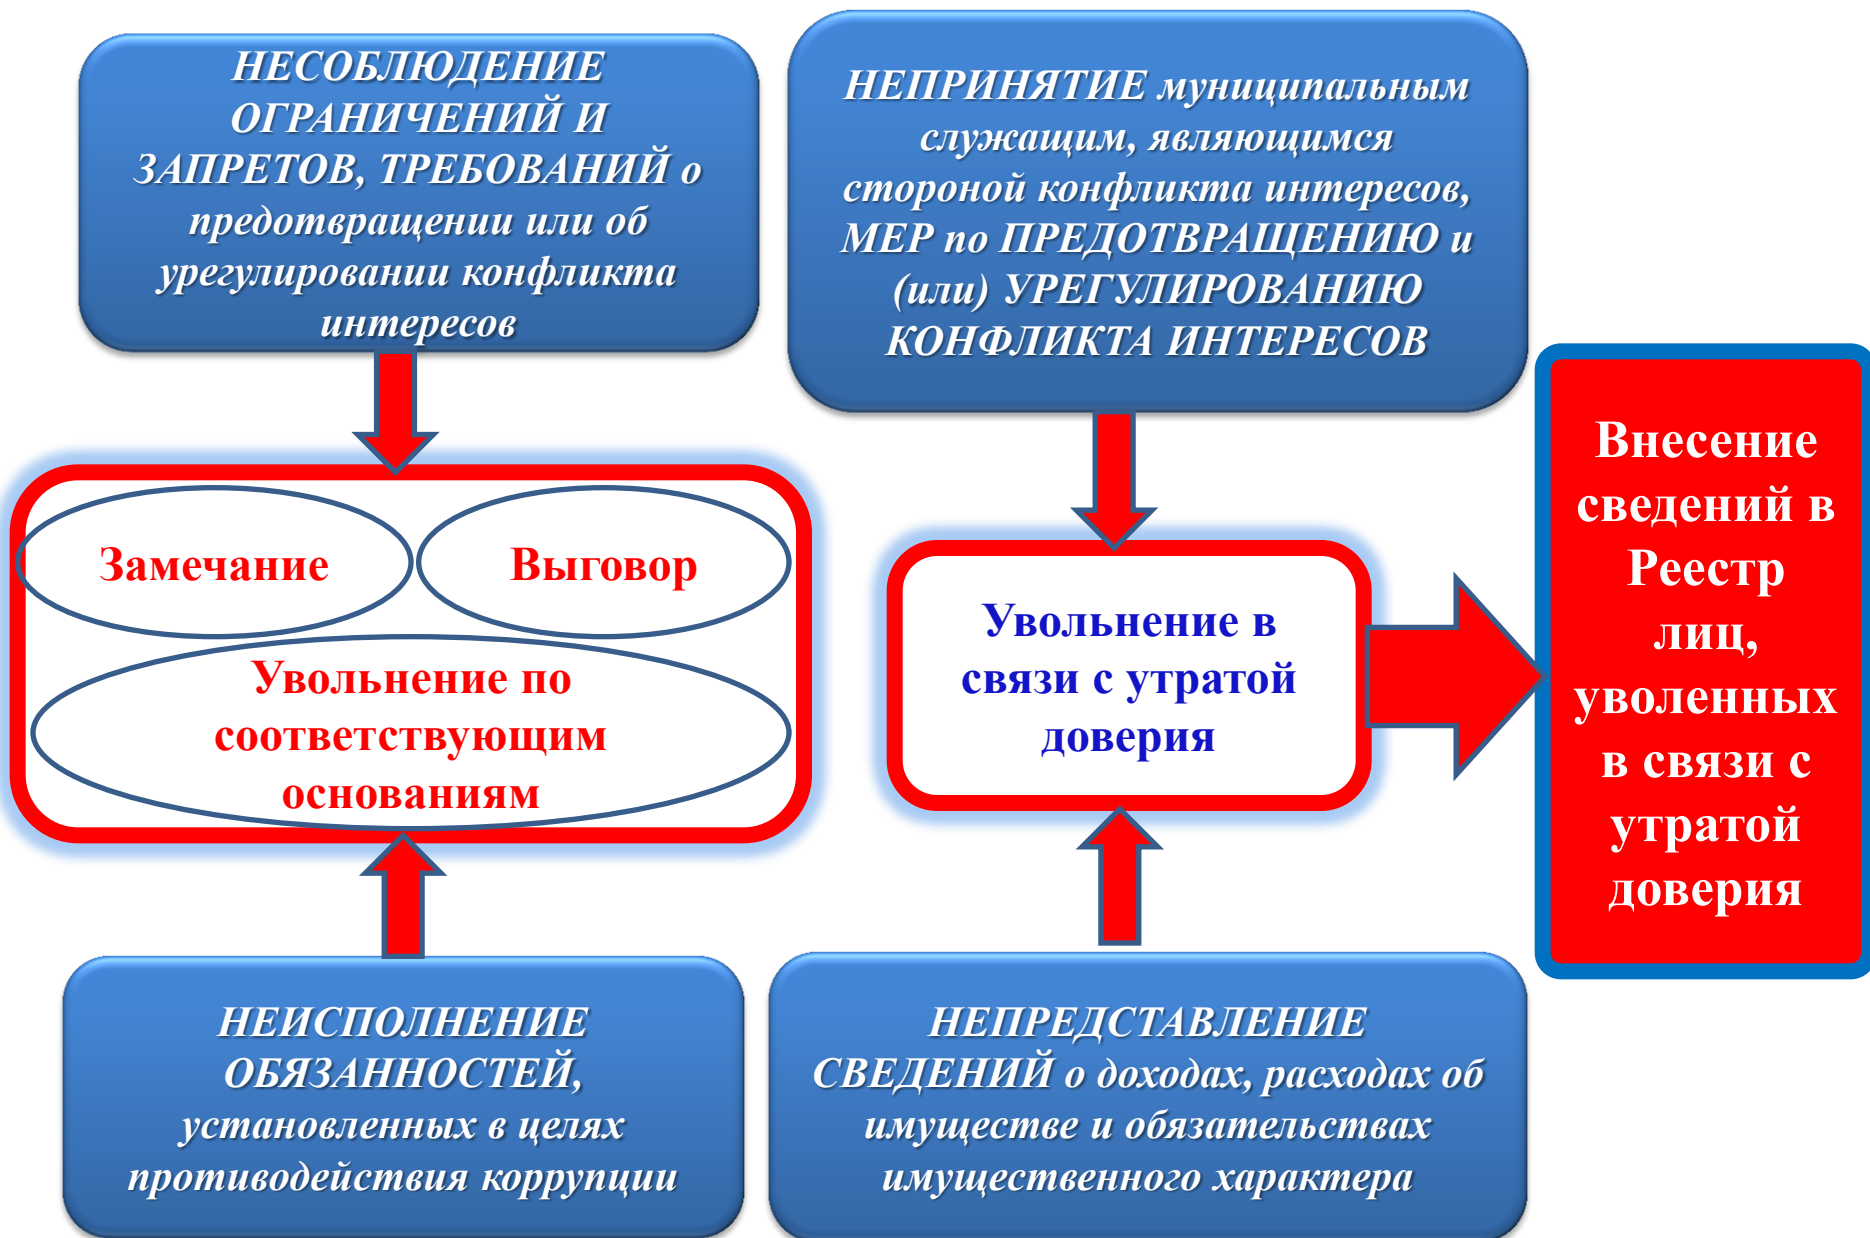 НЕСОБЛЮДЕНИЕ
ОГРАНИЧЕНИЙ И
ЗАПРЕТОВ, ТРЕБОВАНИЙ о
предотвращении или об
урегулировании конфликта
интересов
НЕПРИНЯТИЕ муниципальным
служащим, являющимся
стороной конфликта интересов,
МЕР по ПРЕДОТВРАЩЕНИЮ и
(или) УРЕГУЛИРОВАНИЮ
КОНФЛИКТА ИНТЕРЕСОВ
Замечание
Выговор
Увольнение по
соответствующим
основаниям
Увольнение в
связи с утратой
доверия
Внесение
сведений в
Реестр
лиц,
уволенных
в связи с
утратой
доверия
НЕИСПОЛНЕНИЕ
ОБЯЗАННОСТЕЙ,
установленных в целях
противодействия коррупции
НЕПРЕДСТАВЛЕНИЕ
СВЕДЕНИЙ о доходах, расходах об
имуществе и обязательствах
имущественного характера